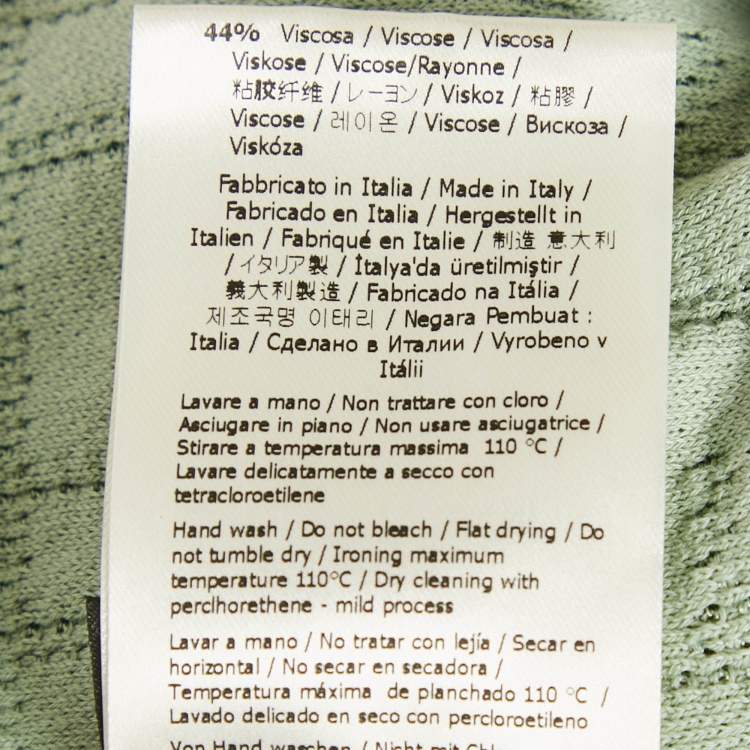 44% Viscosa / Viscose / Viscosa /
Viskose / Viscose/Rayonne /
粘胶纤维 / レーヨン / Viskoz / 粘膠 /
Viscose / 레이온 / Viscose / Вискоза /
Viskóza
Fabbricato in Italia / Made in Italy /
Fabricado en Italia / Hergestellt in
Italien / Fabriqué en Italie / 制造 意大利
/ イタリア製 / İtalya'da üretilmiştir /
義大利製造 / Fabricado na Itália /
제조국명 이태리 / Negara Pembuat :
Italia / Сделано в Италии / Vyrobeno v
Itálii
Lavare a mano / Non trattare con cloro /
Asciugare in piano / Non usare asciugatrice /
Stirare a temperatura massima 110 °C /
Lavare delicatamente a secco con
tetracloroetilene
Hand wash / Do not bleach / Flat drying / Do
not tumble dry / Ironing maximum
temperature 110°C / Dry cleaning with
perclhorethene - mild process
Lavar a mano / No tratar con lejía / Secar en
horizontal / No secar en secadora /
Temperatura máxima de planchado 110 °C /
Lavado delicado en seco con percloroetileno
Von Hand waschen / Nicht mit